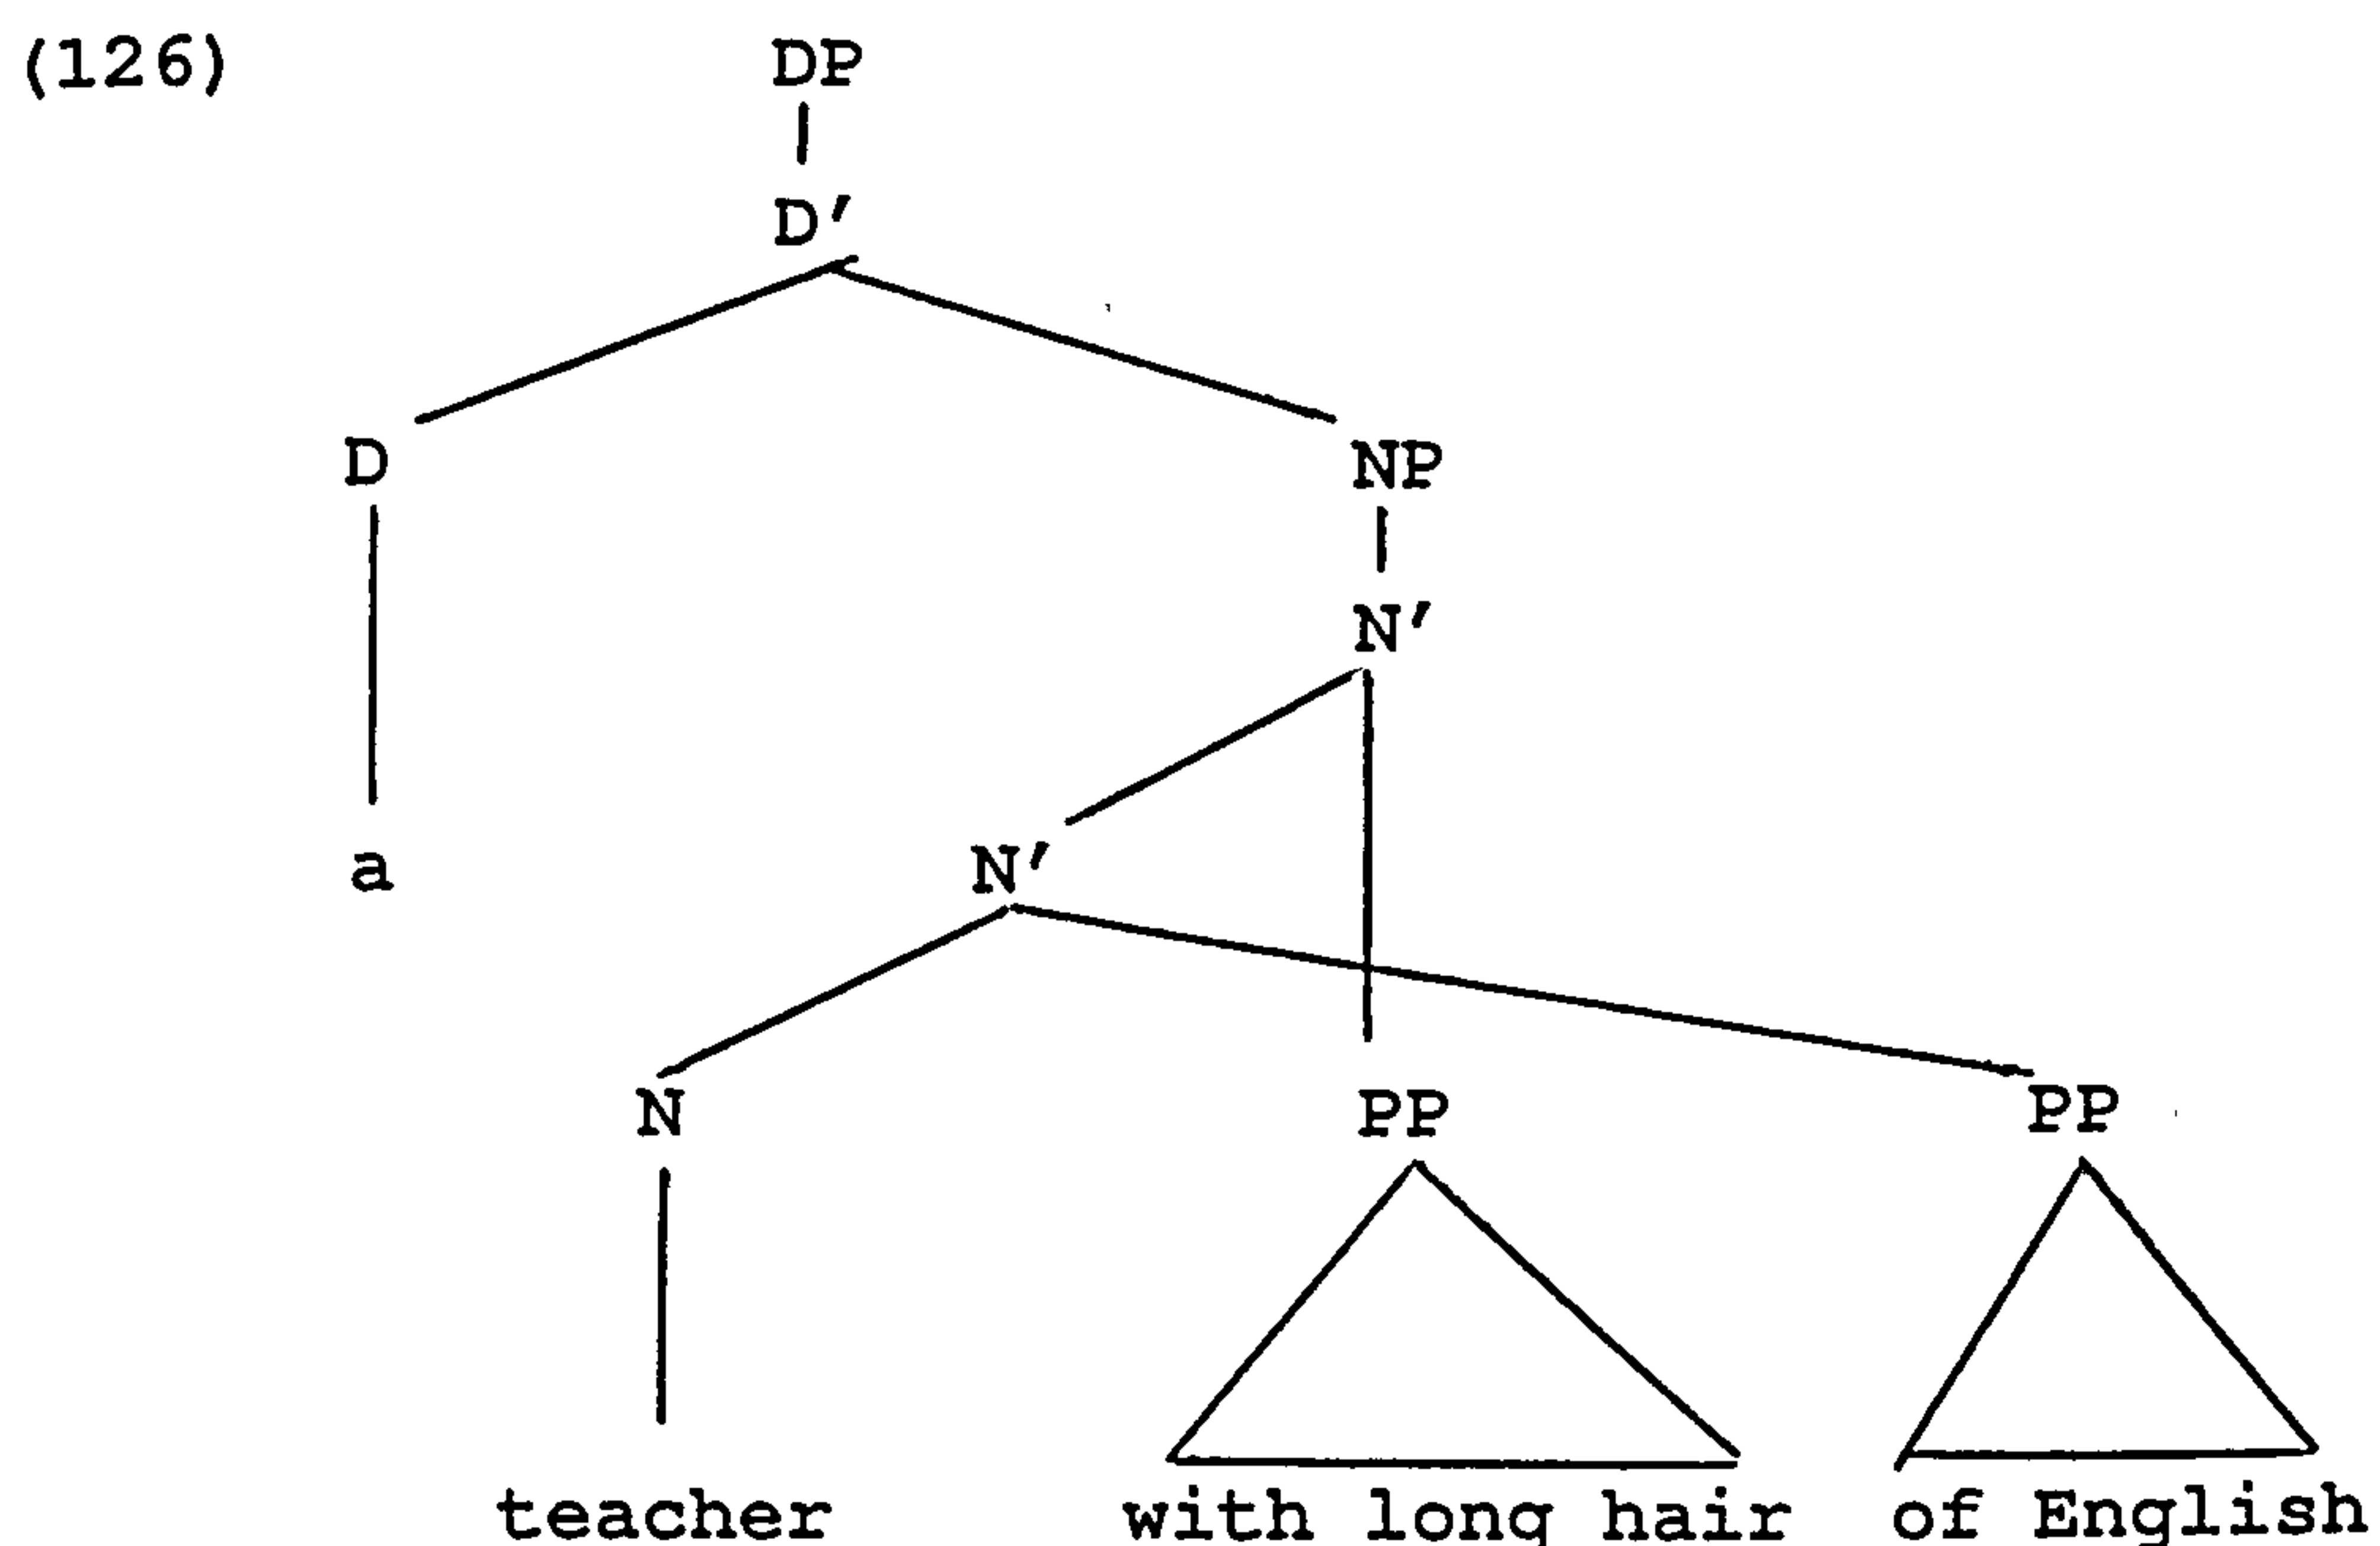 (126) DP
D'
D NP
N'
a N'
N PP PP
teacher with long hair of English